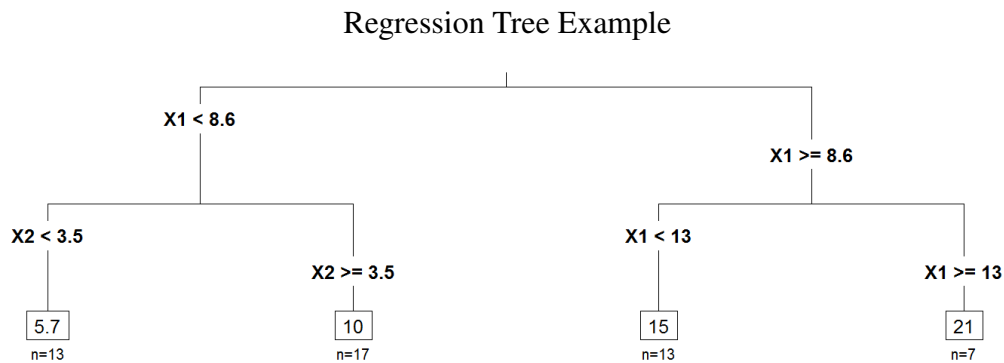 Regression Tree Example
X1 < 8.6
X1 >= 8.6
X2 < 3.5
X1 < 13
X2 >= 3.5
X1 >= 13
5.7
10
15
21
n=13
n=17
n=13
n=7